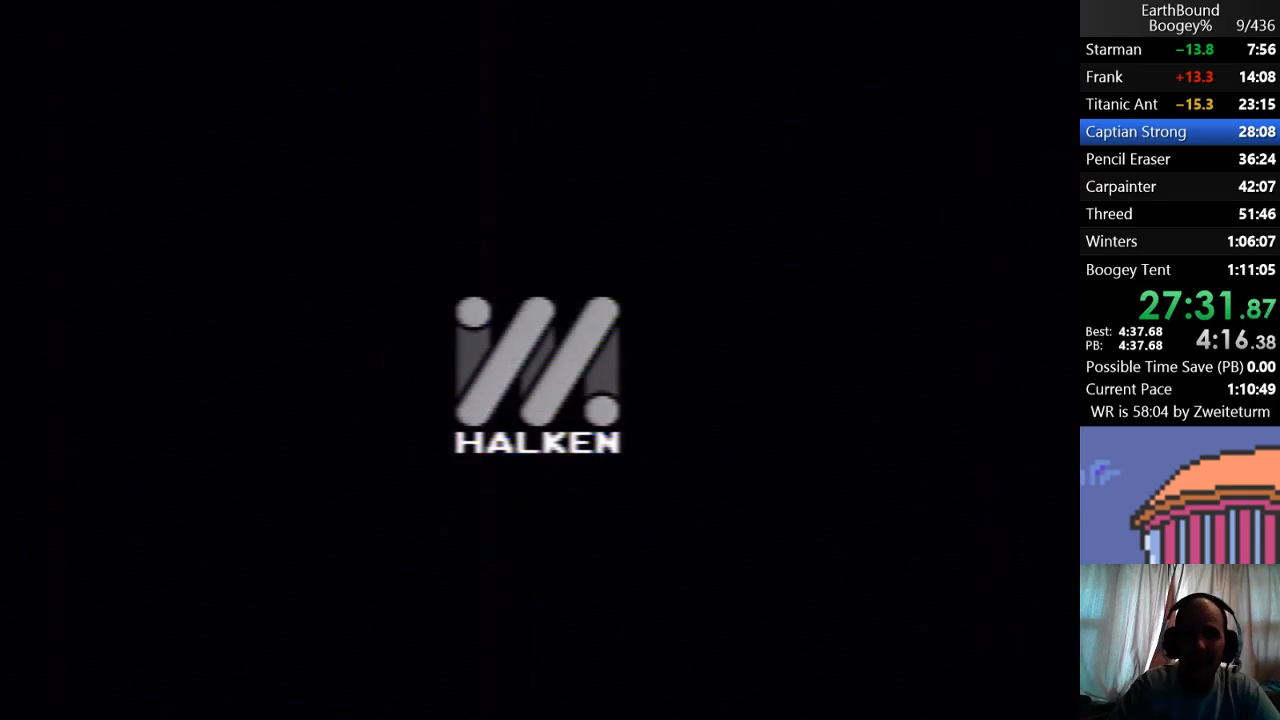 HALKEN
EarthBound
Boogey% 9/436
Starman −13.8 7:56
Frank +13.3 14:08
Titanic Ant −15.3 23:15
Captian Strong 28:08
Pencil Eraser 36:24
Carpainter 42:07
Threed 51:46
Winters 1:06:07
Boogey Tent 1:11:05
27:31.87
Best: 4:37.68
PB: 4:37.68
4:16.38
Possible Time Save (PB) 0.00
Current Pace 1:10:49
WR is 58:04 by Zweiteturm